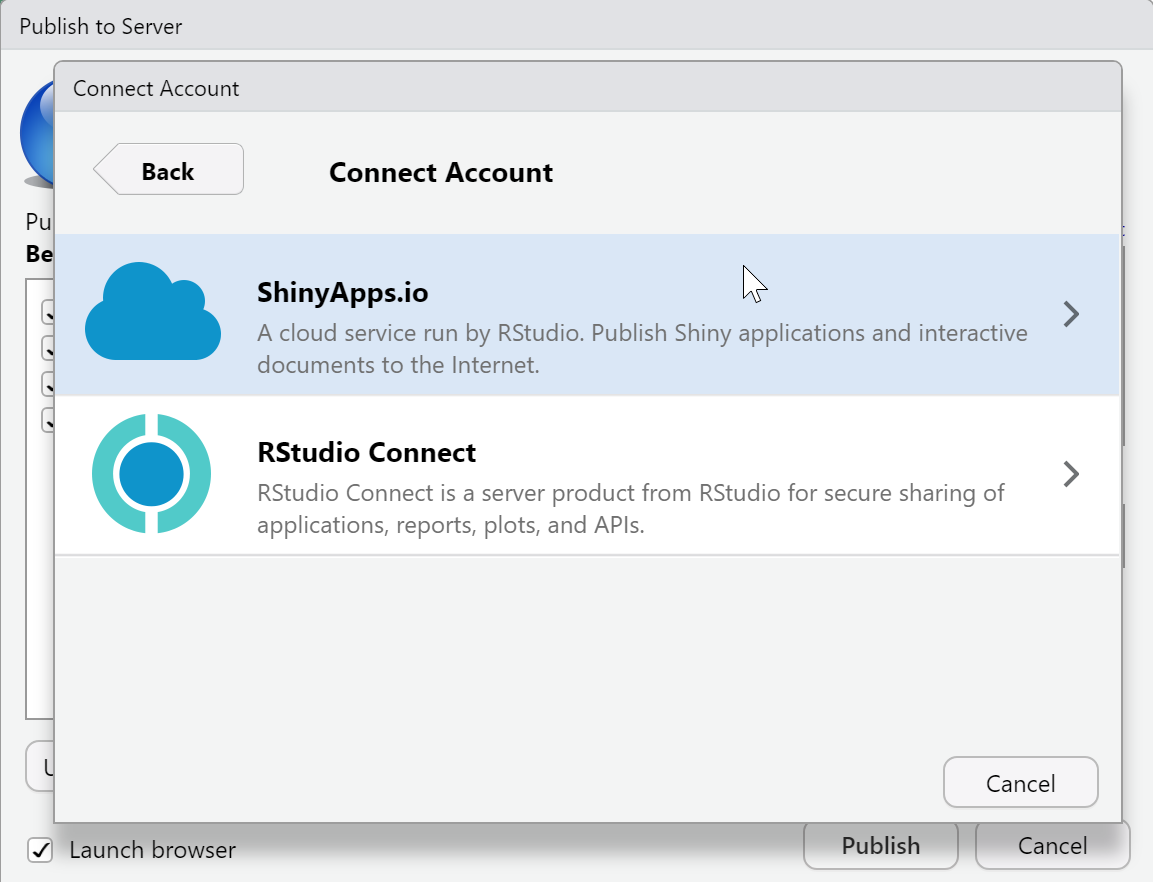 Publish to Server
Connect Account
Back
Connect Account
Pu
Be
ShinyApps.io
A cloud service run by RStudio. Publish Shiny applications and interactive
documents to the Internet.
RStudio Connect
RStudio Connect is a server product from RStudio for secure sharing of
applications, reports, plots, and APIs.
Cancel
Launch browser
Publish
Cancel